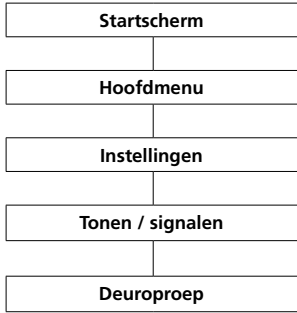 Startscherm
Hoofdmenu
Instellingen
Tonen / signalen
Deuroproep